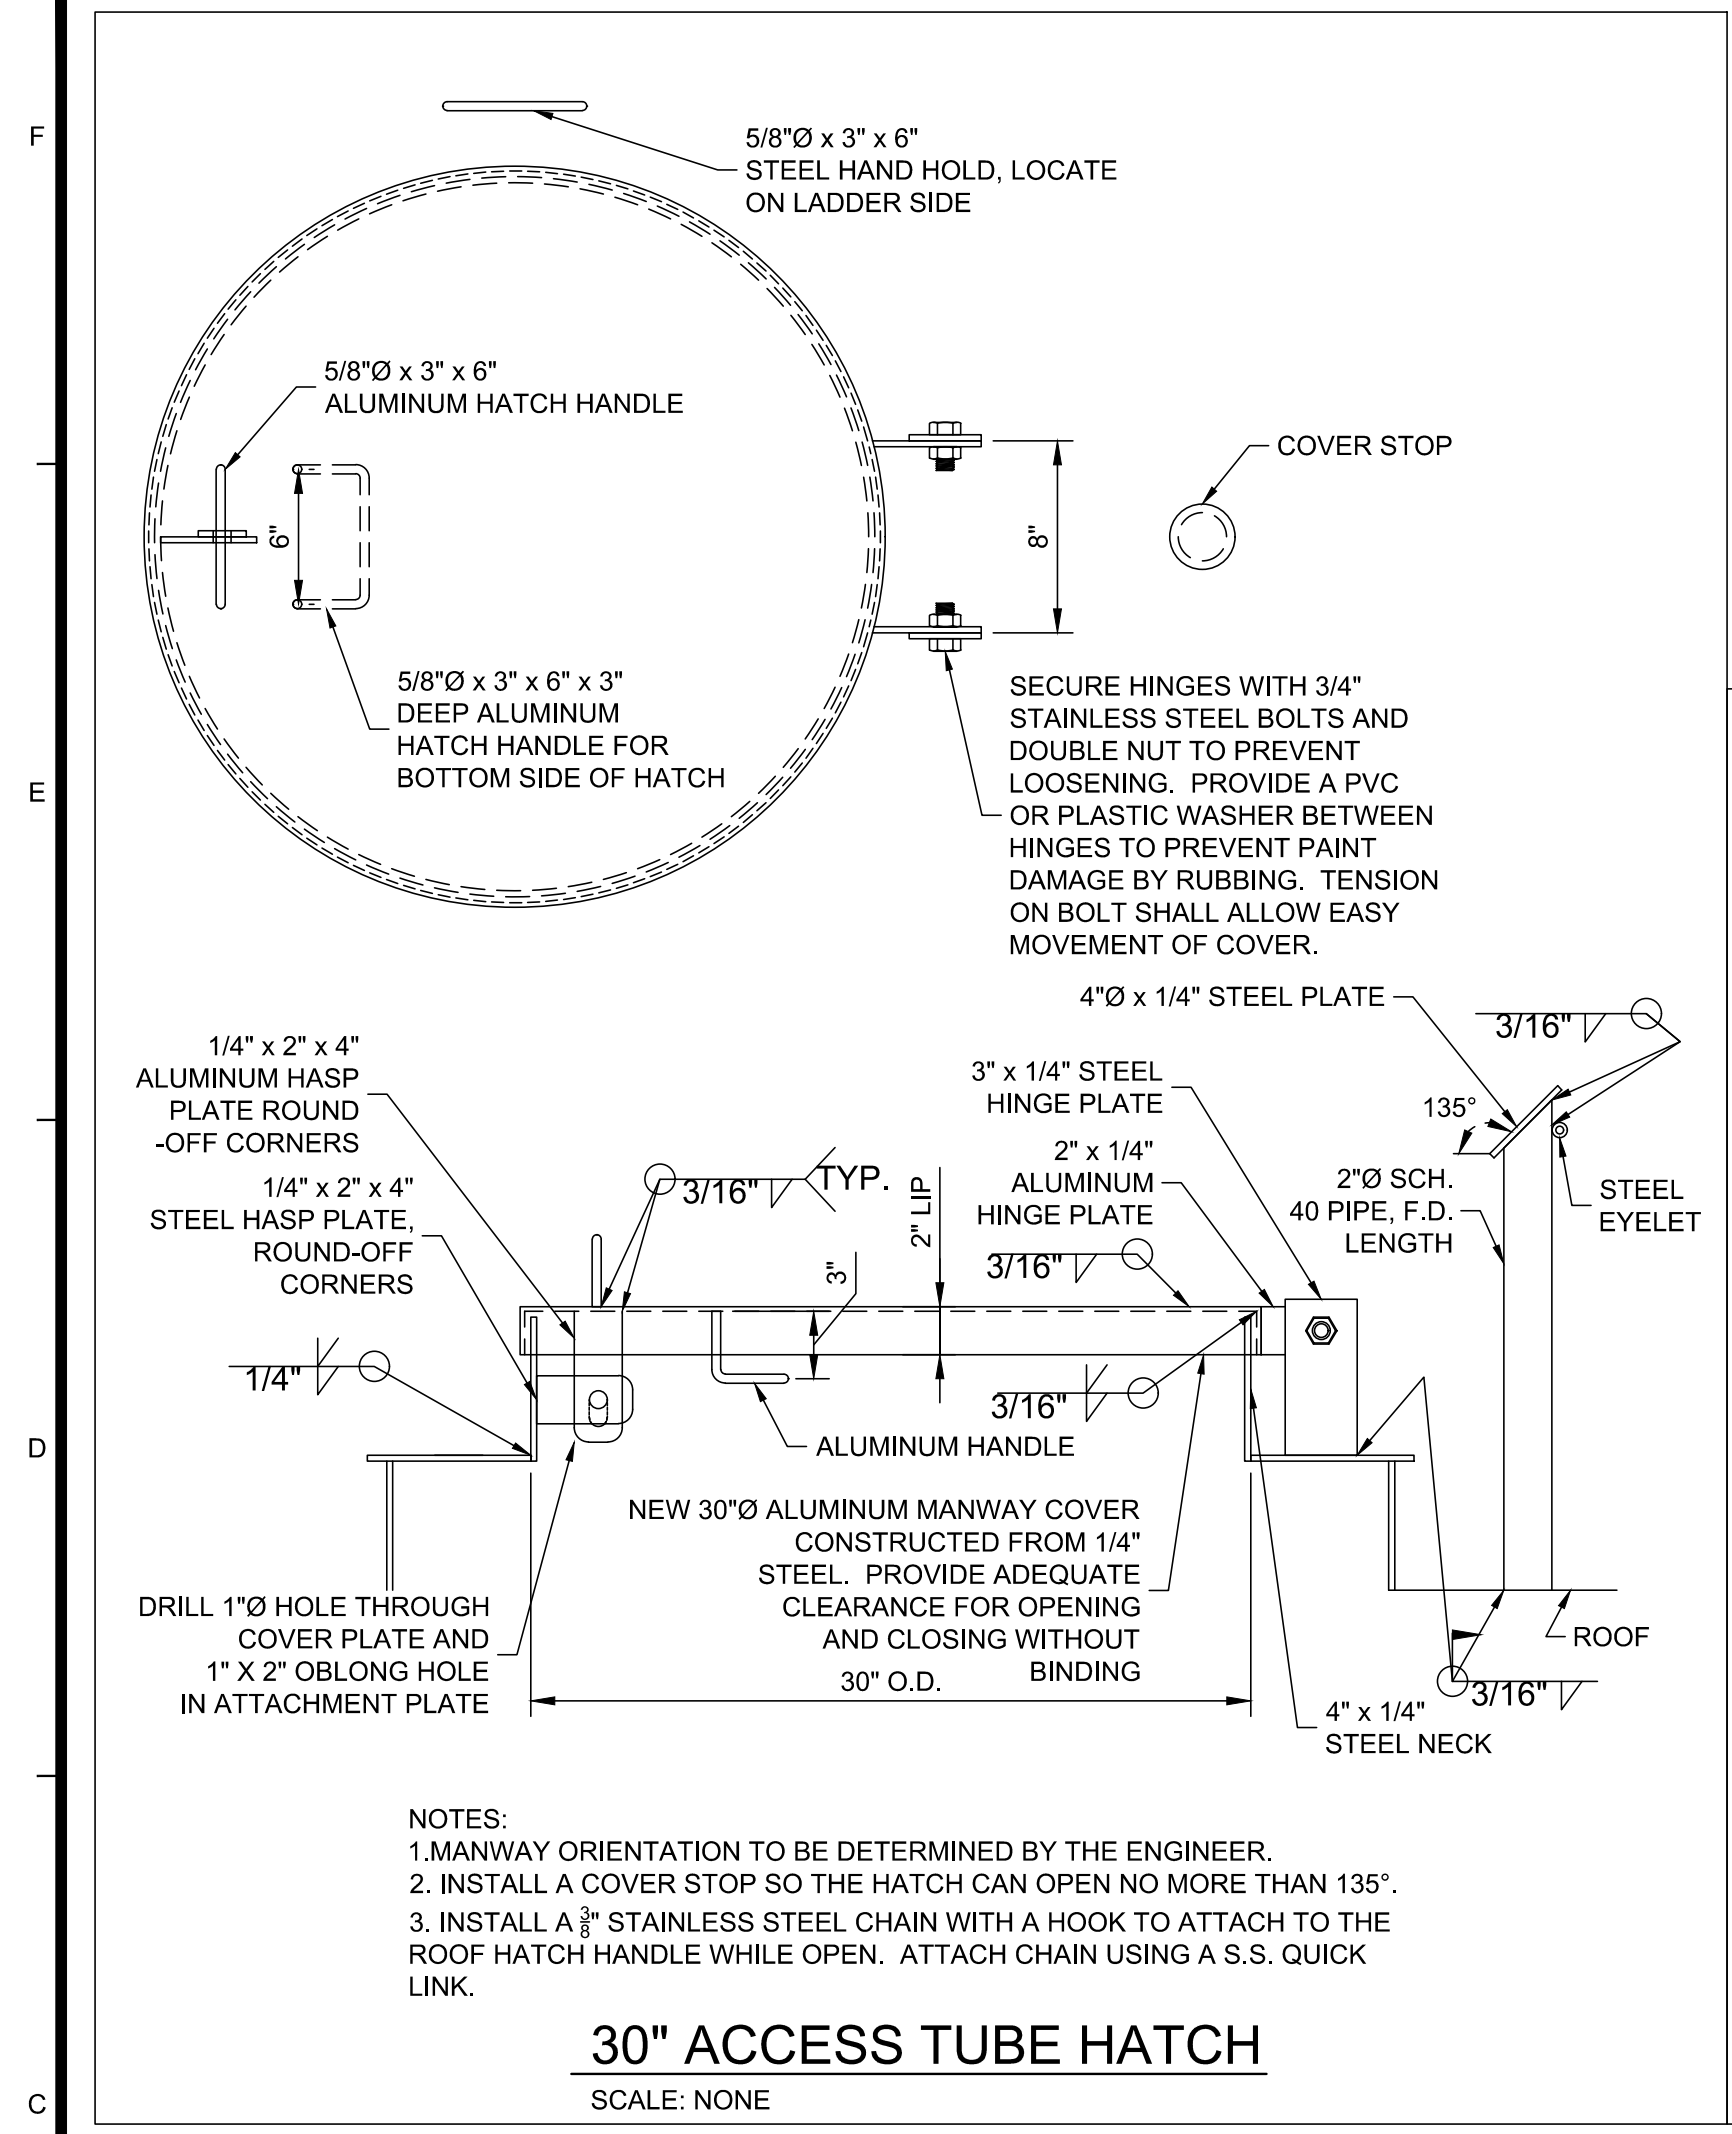 F
5/8"Ø x 3" x 6"
STEEL HAND HOLD, LOCATE
ON LADDER SIDE
5/8"Ø x 3" x 6"
ALUMINUM HATCH HANDLE
COVER STOP
6"
8"
5/8"Ø x 3" x 6" x 3"
DEEP ALUMINUM
HATCH HANDLE FOR
BOTTOM SIDE OF HATCH
E
SECURE HINGES WITH 3/4"
STAINLESS STEEL BOLTS AND
DOUBLE NUT TO PREVENT
LOOSENING.  PROVIDE A PVC
OR PLASTIC WASHER BETWEEN
HINGES TO PREVENT PAINT
DAMAGE BY RUBBING.  TENSION
ON BOLT SHALL ALLOW EASY
MOVEMENT OF COVER.
4"Ø x 1/4" STEEL PLATE
3/16"
1/4" x 2" x 4"
ALUMINUM HASP
PLATE ROUND
-OFF CORNERS
3" x 1/4" STEEL
HINGE PLATE
135°
1/4" x 2" x 4"
STEEL HASP PLATE,
ROUND-OFF
CORNERS
3/16"
TYP.
2" LIP
2" x 1/4"
ALUMINUM
HINGE PLATE
2"Ø SCH.
40 PIPE, F.D.
LENGTH
STEEL
EYELET
3"
3/16"
1/4"
3/16"
D
ALUMINUM HANDLE
NEW 30"Ø ALUMINUM MANWAY COVER
CONSTRUCTED FROM 1/4"
STEEL.  PROVIDE ADEQUATE
CLEARANCE FOR OPENING
AND CLOSING WITHOUT
BINDING
DRILL 1"Ø HOLE THROUGH
COVER PLATE AND
1" X 2" OBLONG HOLE
IN ATTACHMENT PLATE
30" O.D.
ROOF
3/16"
4" x 1/4"
STEEL NECK
NOTES:
1.MANWAY ORIENTATION TO BE DETERMINED BY THE ENGINEER.
2. INSTALL A COVER STOP SO THE HATCH CAN OPEN NO MORE THAN 135°.
3. INSTALL A 3/8" STAINLESS STEEL CHAIN WITH A HOOK TO ATTACH TO THE
ROOF HATCH HANDLE WHILE OPEN.  ATTACH CHAIN USING A S.S. QUICK
LINK.
30" ACCESS TUBE HATCH
SCALE: NONE
C